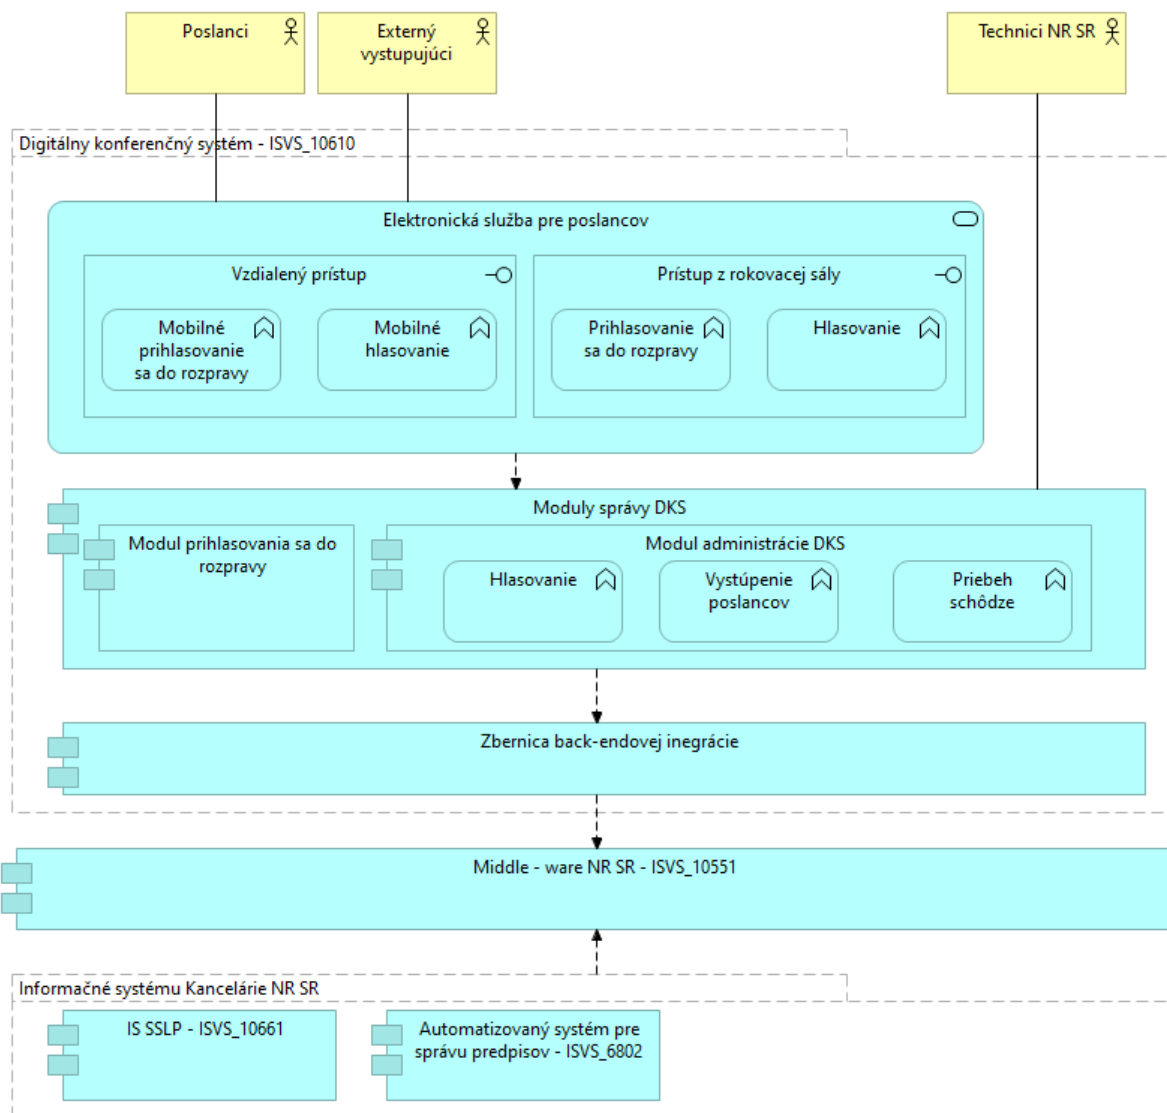 Poslanci
Externý
vystupujúci
Technici NR SR
Digitálny konferenčný systém - ISVS_10610
Elektronická služba pre poslancov
Vzdialený prístup
Prístup z rokovacej sály
Mobilné
prihlasovanie
sa do rozpravy
Mobilné
hlasovanie
Prihlasovanie
sa do rozpravy
Hlasovanie
Moduly správy DKS
Modul prihlasovania sa do
rozpravy
Modul administrácie DKS
Hlasovanie
Vystúpenie
poslancov
Priebeh
schôdze
Zbernica back-endovej inegrácie
Middle - ware NR SR - ISVS_10551
Informačné systému Kancelárie NR SR
IS SSLP - ISVS_10661
Automatizovaný systém pre
správu predpisov - ISVS_6802